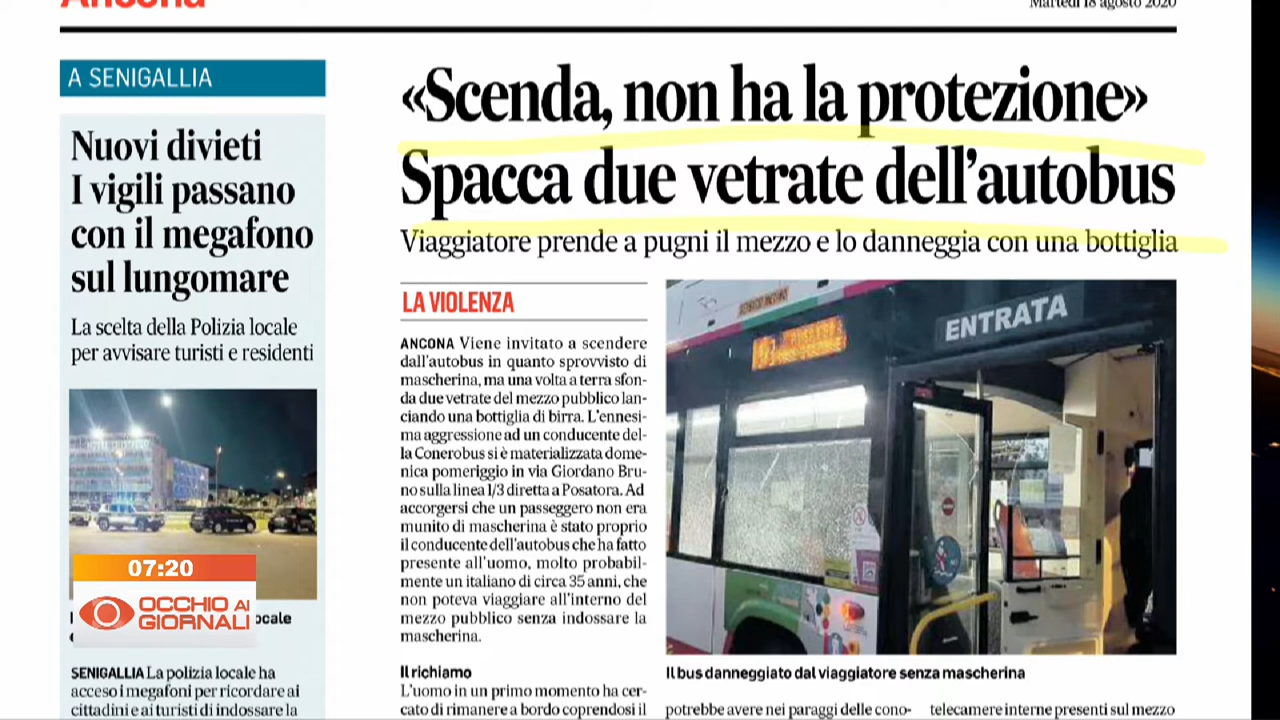 Ancona
Martedì 18 agosto 2020
A SENIGALLIA
Nuovi divieti
I vigili passano
con il megafono
sul lungomare
La scelta della Polizia locale
per avvisare turisti e residenti
07:20
OCCHIO AI
GIORNALI
ocale
SENIGALLIA La polizia locale ha
acceso i megafoni per ricordare ai
cittadini e ai turisti di indossare la
«Scenda, non ha la protezione»
Spacca due vetrate dell'autobus
Viaggiatore prende a pugni il mezzo e lo danneggia con una bottiglia
LA VIOLENZA
ANCONA Viene invitato a scendere
dall'autobus in quanto sprovvisto di
mascherina, ma una volta a terra sfon-
da due vetrate del mezzo pubblico lan-
ciando una bottiglia di birra. L'ennesi-
ma aggressione ad un conducente del-
la Conerobus si è materializzata dome-
nica pomeriggio in via Giordano Bru-
no sulla linea 1/3 diretta a Posatora. Ad
accorgersi che un passeggero non era
munito di mascherina è stato proprio
il conducente dell'autobus che ha fatto
presente all'uomo, molto probabil-
mente un italiano di circa 35 anni, che
non poteva viaggiare all'interno del
mezzo pubblico senza indossare la
mascherina.
Il richiamo
L'uomo in un primo momento ha cer-
cato di rimanere a bordo coprendosi il
ENTRATA
Il bus danneggiato dal viaggiatore senza mascherina
potrebbe avere nei paraggi delle cono-
telecamere interne presenti sul mezzo